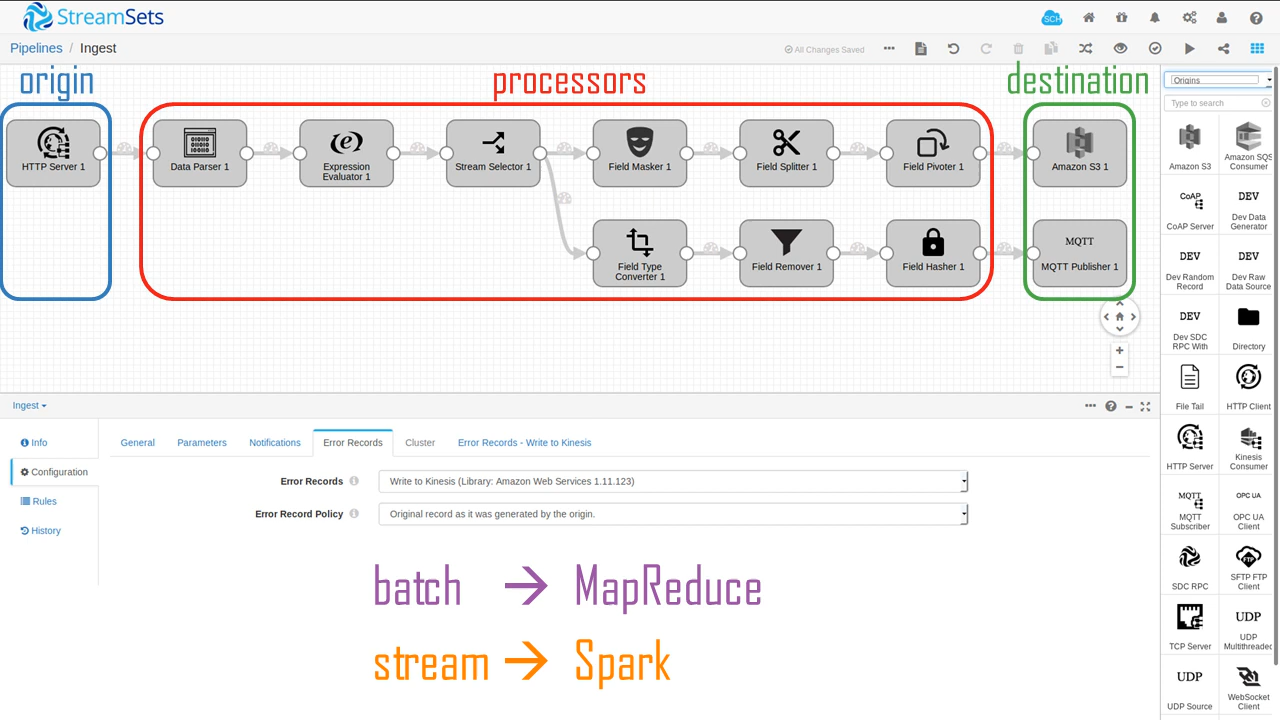 StreamSets
SCH
Pipelines / Ingest
All Changes Saved
origin
processors
destination
HTTP Server 1
Data Parser 1
Expression
Evaluator 1
Stream Selector 1
Field Masker 1
Field Splitter 1
Field Pivoter 1
Amazon S3 1
Field Type
Converter 1
Field Remover 1
Field Hasher 1
MQTT
MQTT Publisher 1
Origins
Type to search
Amazon S3
Amazon SQS
Consumer
CoAP
CoAP Server
DEV
Dev Data
Generator
DEV
Dev Random
Record
DEV
Dev Raw
Data Source
DEV
Dev SDC
RPC With
Directory
File Tail
HTTP Client
HTTP Server
Kinesis
Consumer
MQTT
MQTT
Subscriber
OPC UA
OPC UA
Client
SDC RPC
FTP
SFTP FTP
Client
TCP Server
UDP
UDP
Multithreaded
UDP
UDP Source
WebSocket
Client
Ingest
Info
Configuration
Rules
History
General
Parameters
Notifications
Error Records
Cluster
Error Records - Write to Kinesis
Error Records
Write to Kinesis (Library: Amazon Web Services 1.11.123)
Error Record Policy
Original record as it was generated by the origin.
batch → MapReduce
stream → Spark